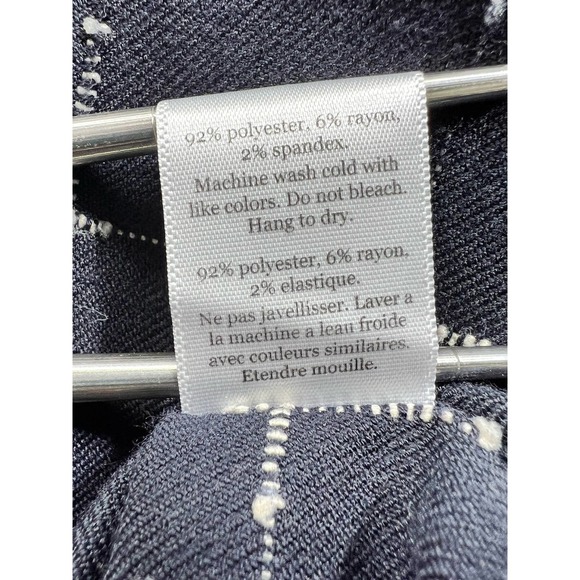 92% polyester, 6% rayon,
2% spandex.
Machine wash cold with
like colors. Do not bleach.
Hang to dry.
92% polyester, 6% rayon,
2% elastique.
Ne pas javellisser. Laver a
la machine a leau froide
avec couleurs similaires.
Etendre mouille.